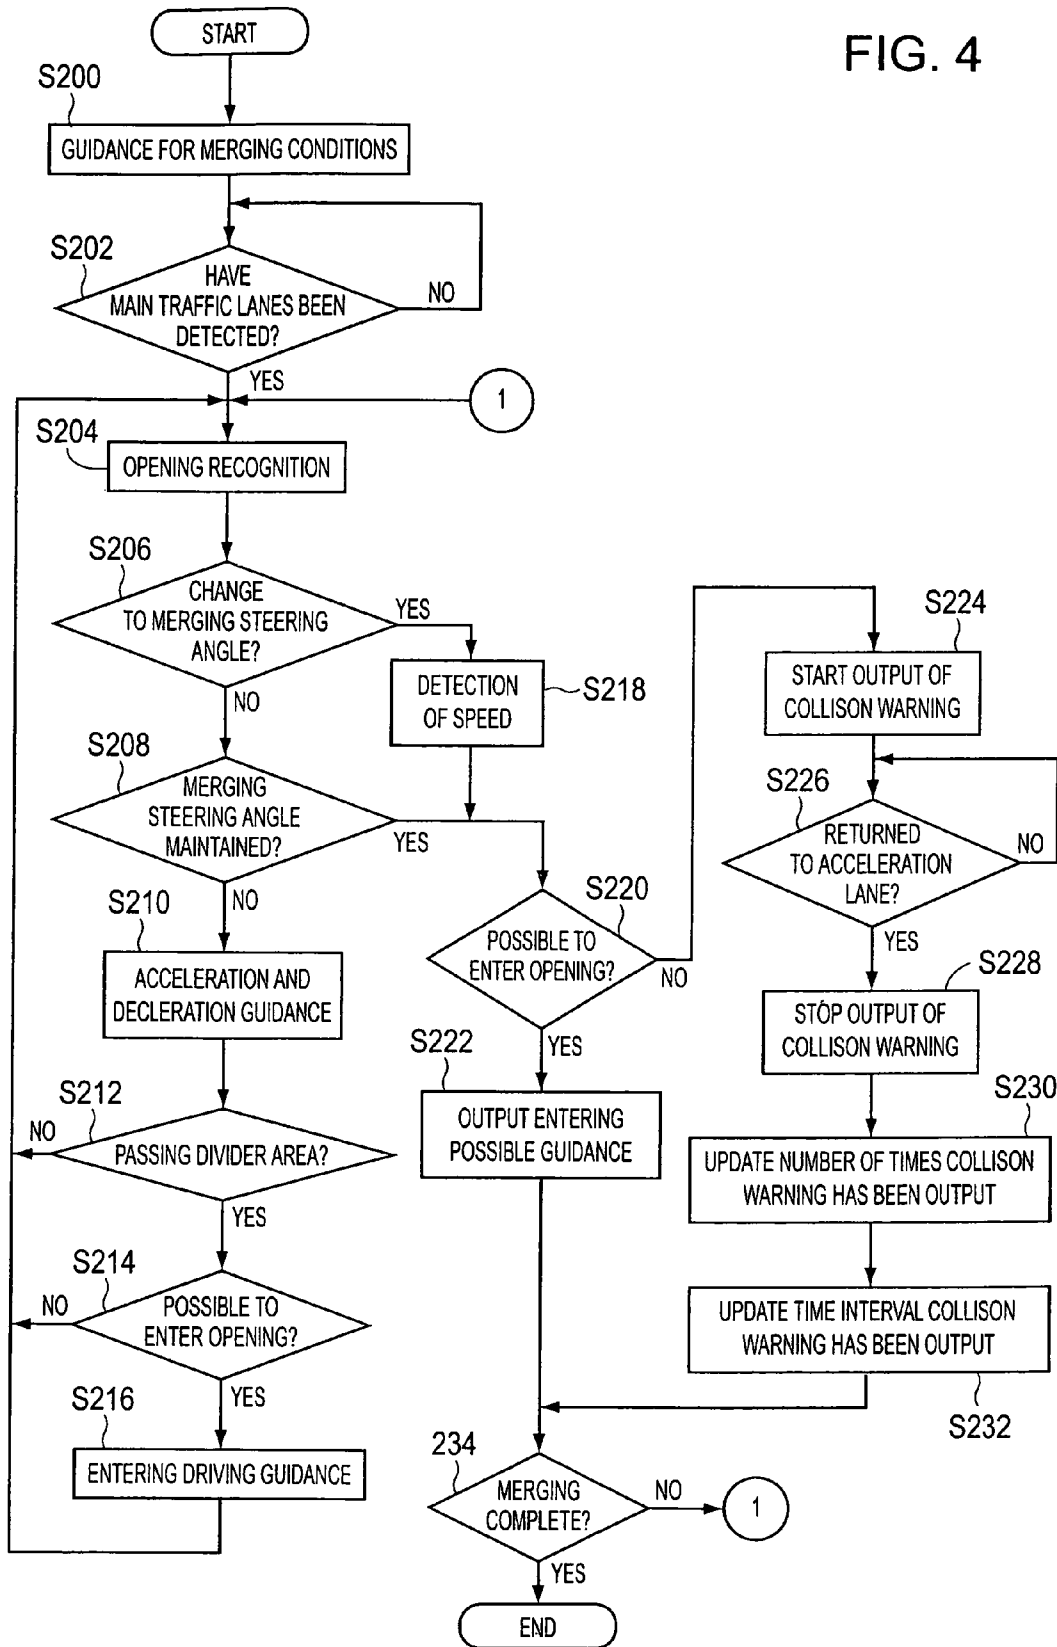 FIG. 4
START
S200
GUIDANCE FOR MERGING CONDITIONS
S202
HAVE
MAIN TRAFFIC LANES BEEN
DETECTED?
NO
YES
1
S204
OPENING RECOGNITION
S206
CHANGE
TO MERGING STEERING
ANGLE?
YES
NO
S218
DETECTION
OF SPEED
S208
MERGING
STEERING ANGLE
MAINTAINED?
YES
NO
S210
ACCELERATION AND
DECLERATION GUIDANCE
S212
NO
PASSING DIVIDER AREA?
YES
S214
NO
POSSIBLE TO
ENTER OPENING?
YES
S216
ENTERING DRIVING GUIDANCE
S220
POSSIBLE TO
ENTER OPENING?
NO
YES
S222
OUTPUT ENTERING
POSSIBLE GUIDANCE
S224
START OUTPUT OF
COLLISON WARNING
S226
RETURNED
TO ACCELERATION
LANE?
NO
YES
S228
STOP OUTPUT OF
COLLISON WARNING
S230
UPDATE NUMBER OF TIMES COLLISON
WARNING HAS BEEN OUTPUT
UPDATE TIME INTERVAL COLLISON
WARNING HAS BEEN OUTPUT
S232
234
MERGING
COMPLETE?
NO
1
YES
END